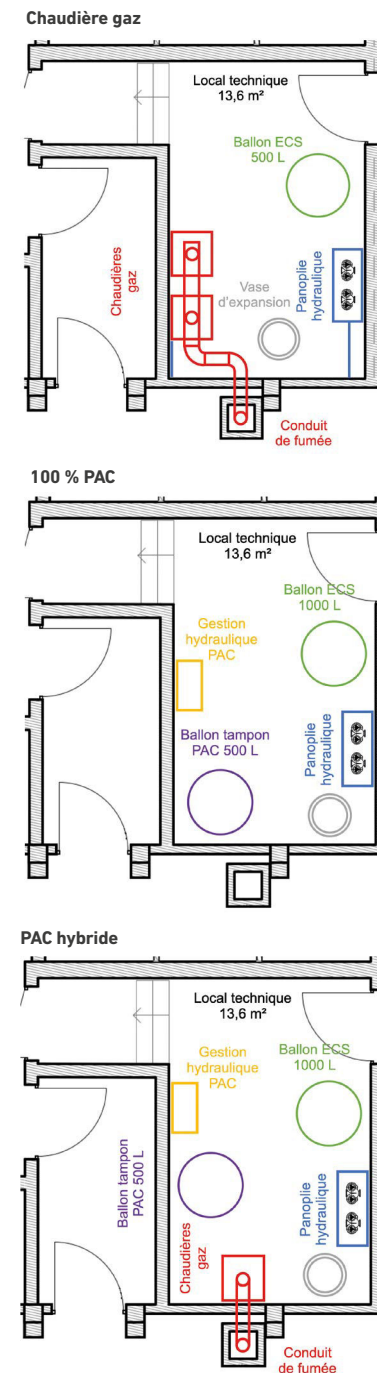 Chaudière gaz
Local technique
13,6 m²
Ballon ECS
500 L
Chaudières
gaz
Vase
d'expansion
Panoplie
hydraulique
Conduit
de fumée
100 % PAC
Local technique
13,6 m²
Ballon ECS
1000 L
Gestion
hydraulique
PAC
Ballon tampon
PAC 500 L
Panoplie
hydraulique
PAC hybride
Local technique
13,6 m²
Gestion
hydraulique
PAC
Ballon ECS
1000 L
Ballon tampon
PAC 500 L
Chaudières
gaz
Panoplie
hydraulique
Conduit
de fumée